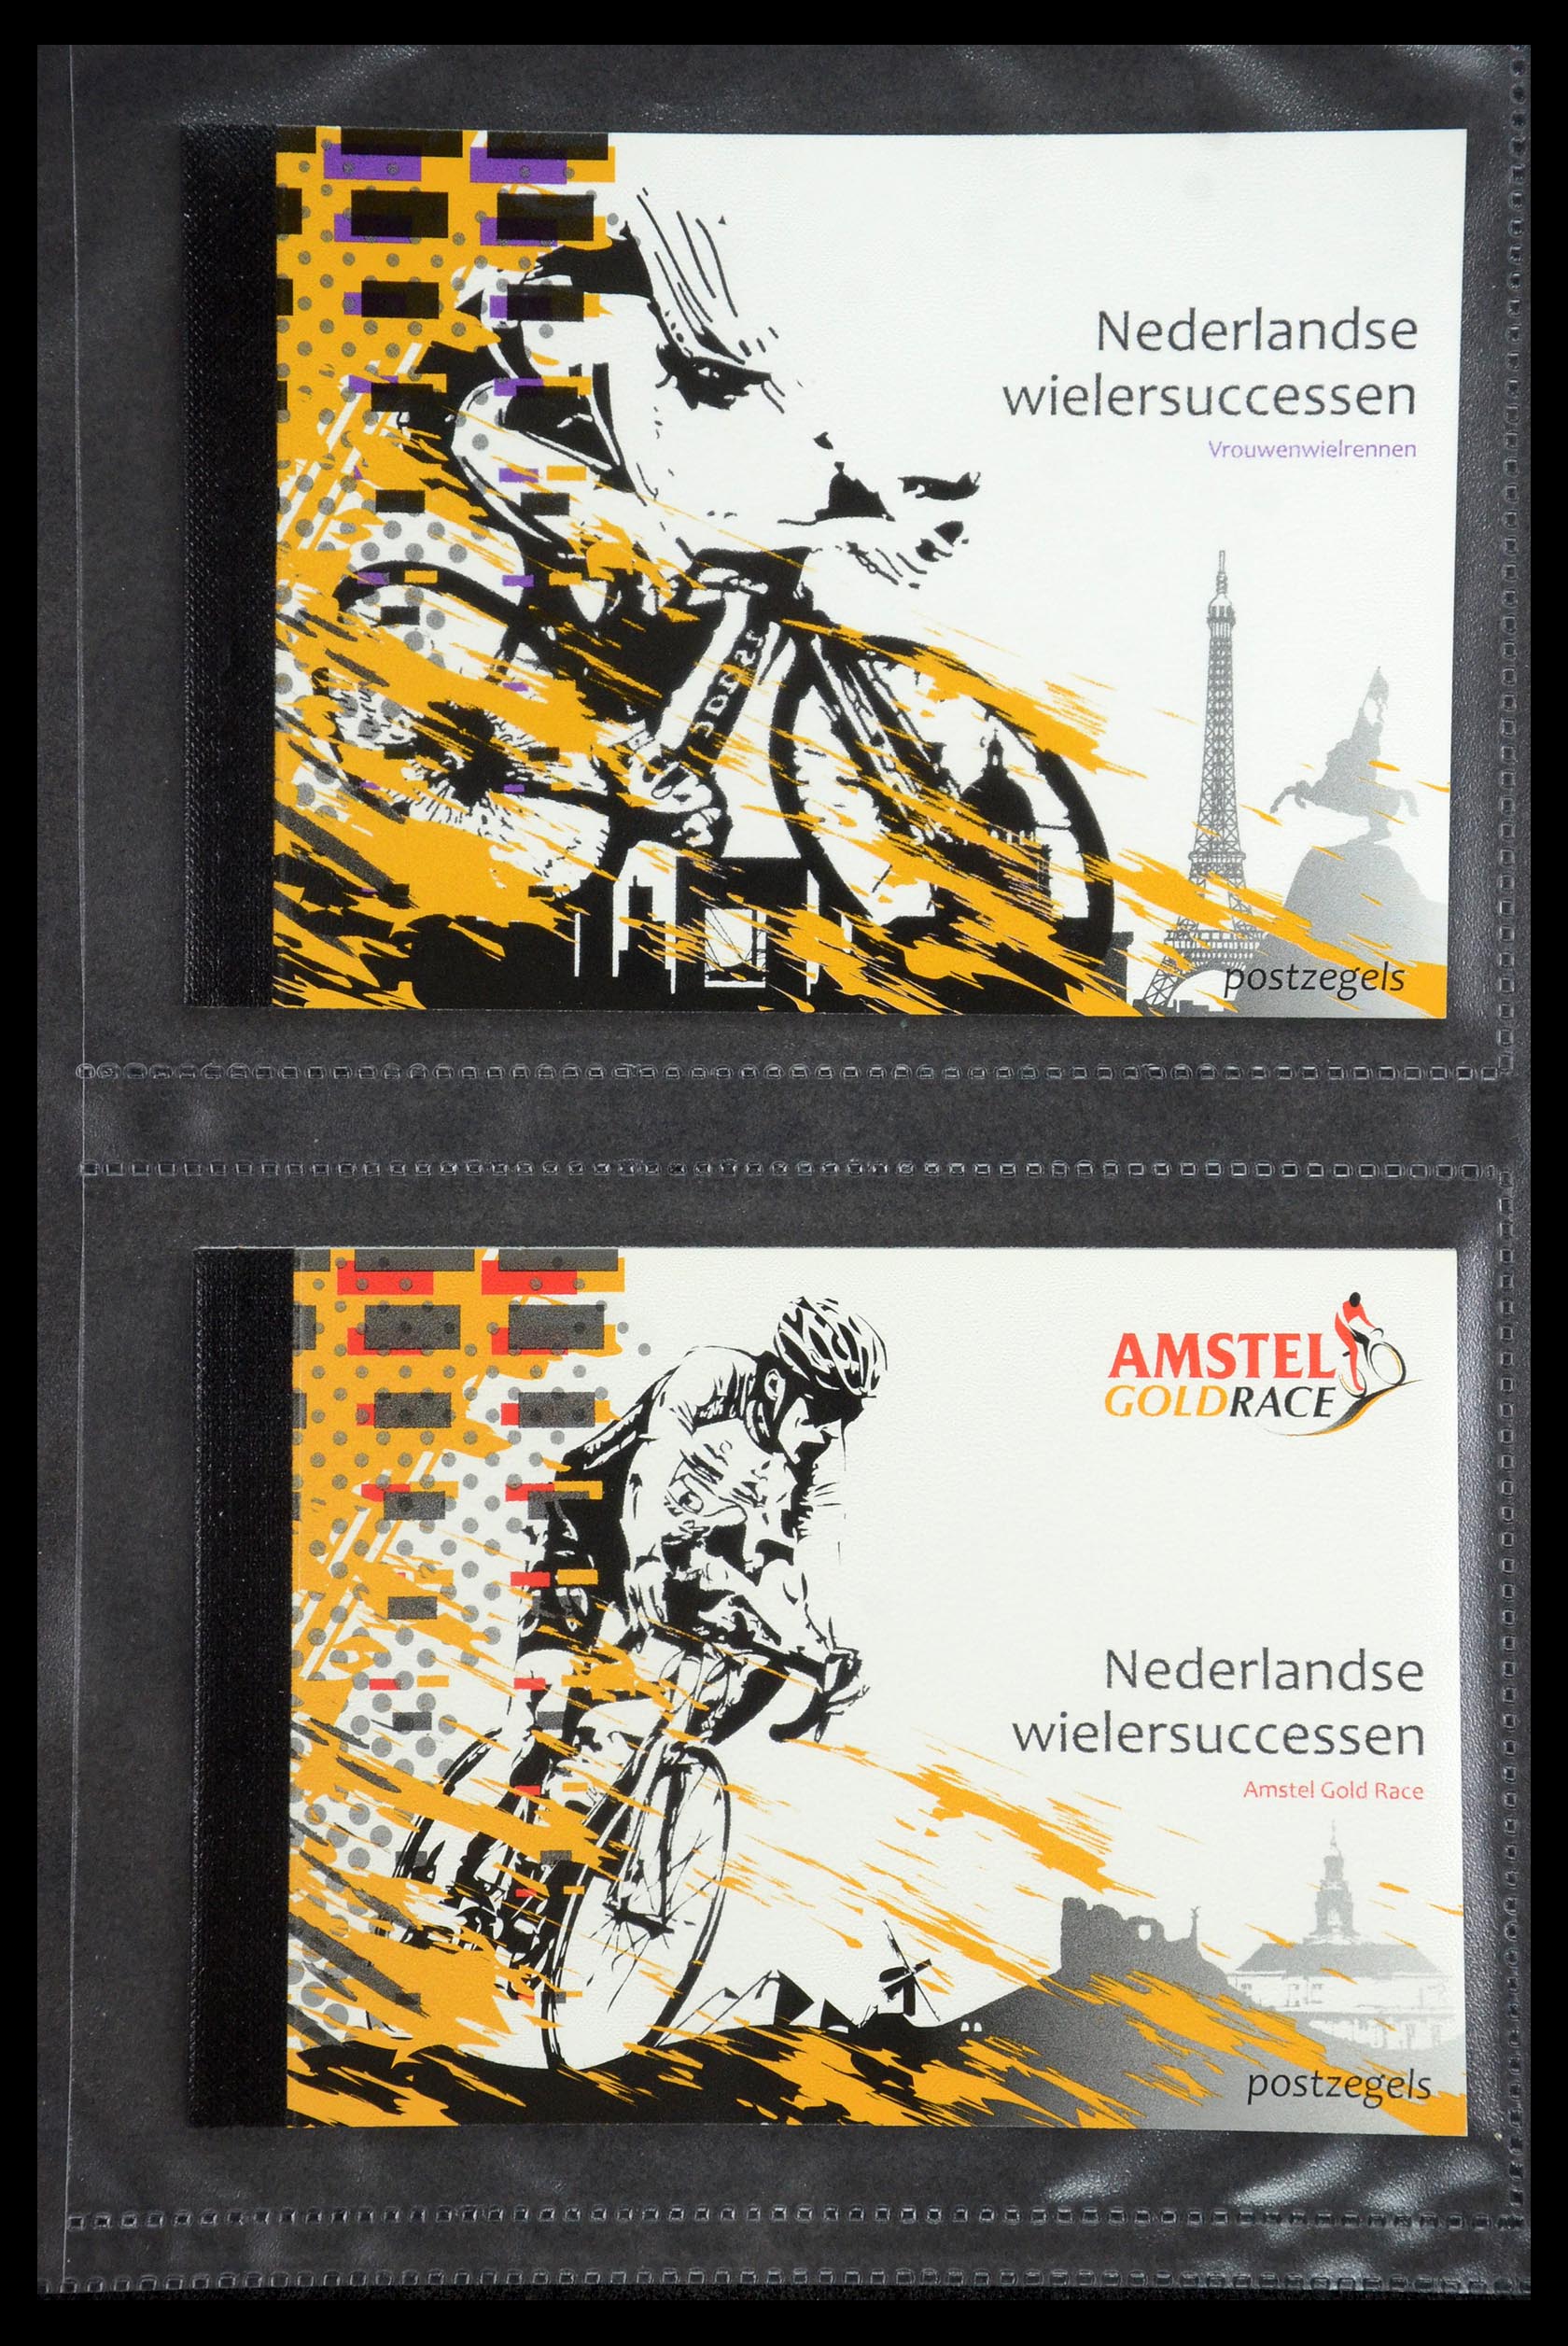 Nederlandse
wielersuccessen
Vrouwenwielrennen
postzegels
AMSTEL
GOLDRACE
Nederlandse
wielersuccessen
Amstel Gold Race
postzegels